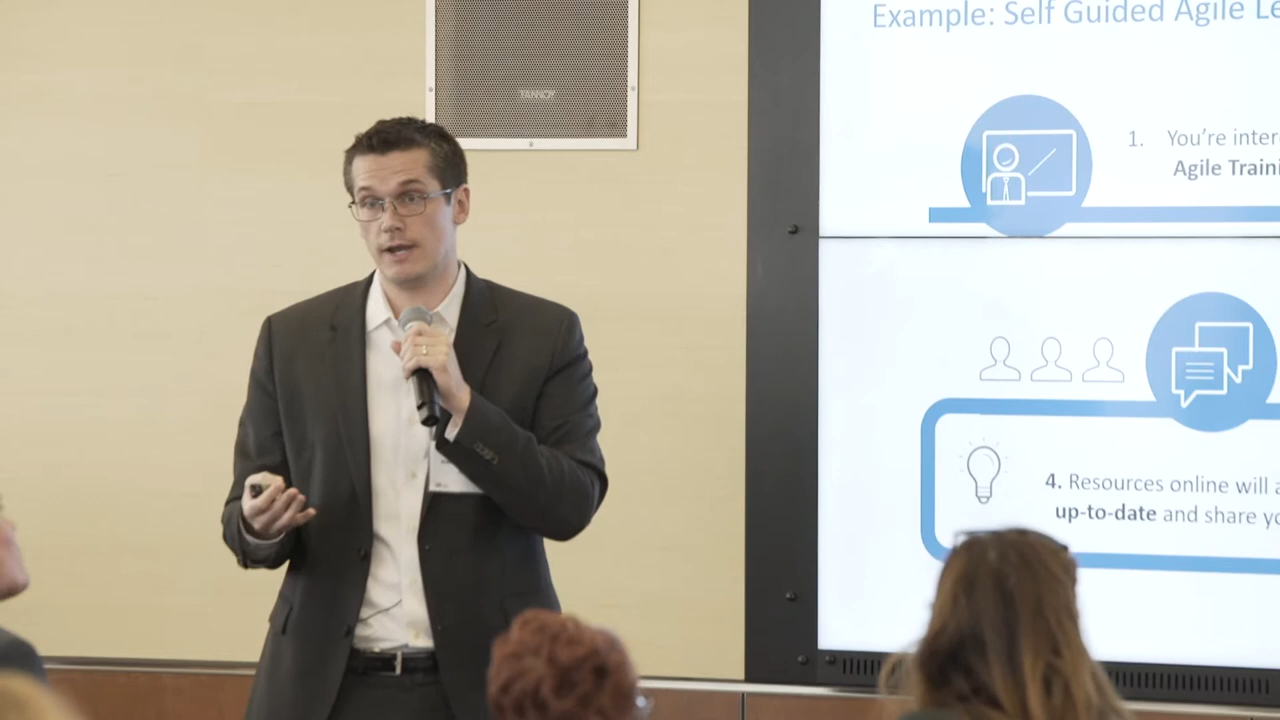 Example: Self Guided Agile Le
TANNOY
1. You're inter
Agile Traini
4. Resources online will a
up-to-date and share yo